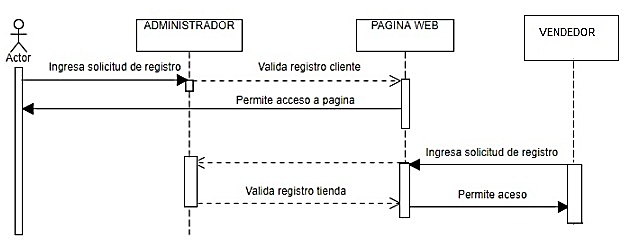 ADMINISTRADOR
PAGINA WEB
VENDEDOR
Actor
Ingresa solicitud de registro
Valida registro cliente
Permite acceso a pagina
Ingresa solicitud de registro
Valida registro tienda
Permite aceso